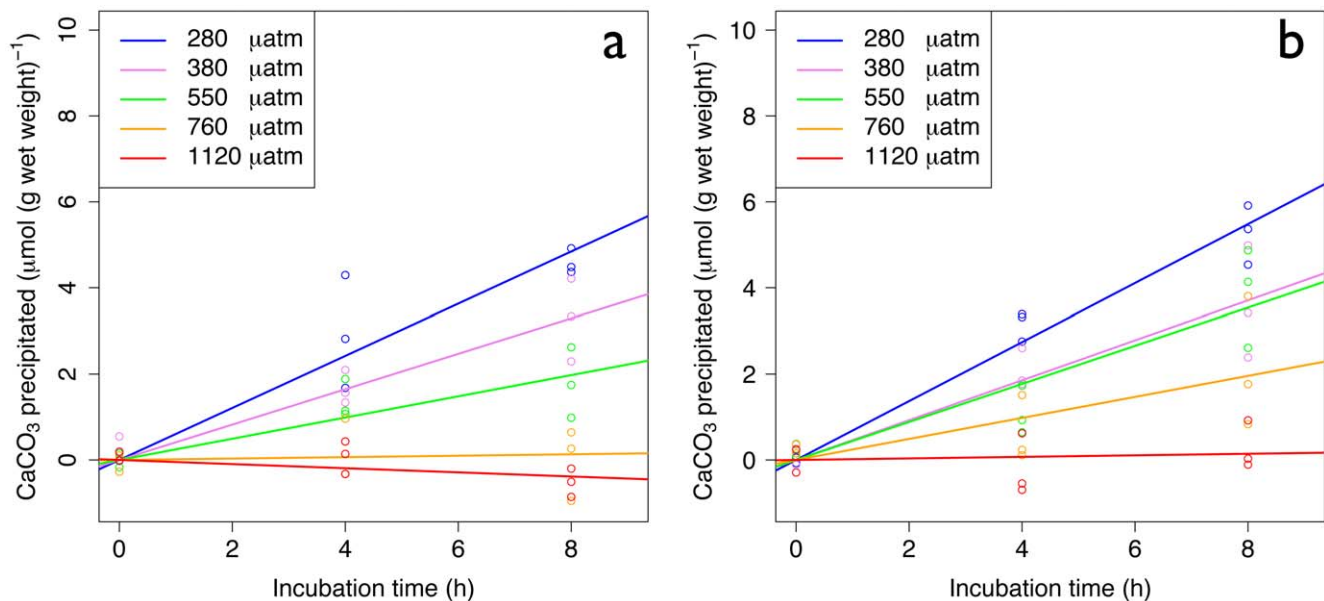 a
280 μatm
380 μatm
550 μatm
760 μatm
1120 μatm
CaCO₃ precipitated (μmol (g wet weight)⁻¹)
10
8
6
4
2
0
0 2 4 6 8
Incubation time (h)
b
280 μatm
380 μatm
550 μatm
760 μatm
1120 μatm
CaCO₃ precipitated (μmol (g wet weight)⁻¹)
10
8
6
4
2
0
0 2 4 6 8
Incubation time (h)